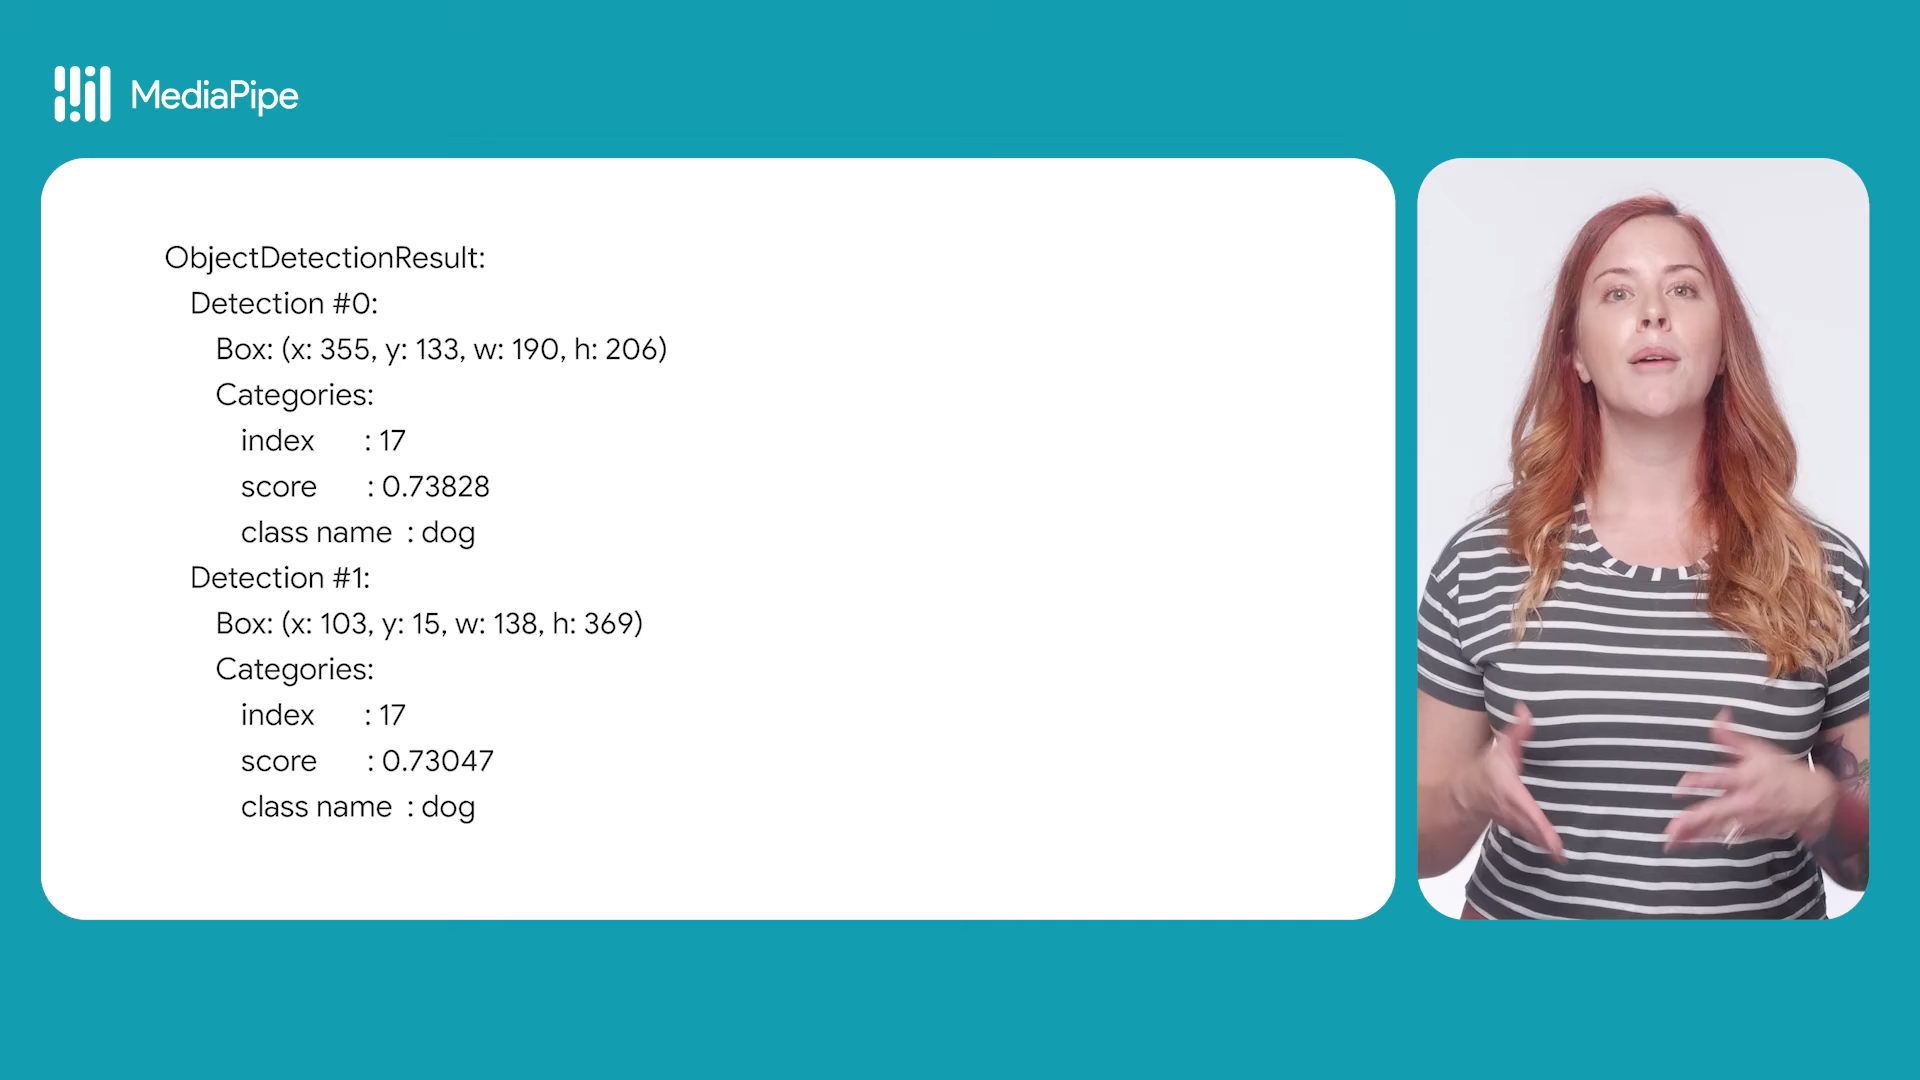 MediaPipe
ObjectDetectionResult:
Detection #0:
Box: (x: 355, y: 133, w: 190, h: 206)
Categories:
index : 17
score : 0.73828
class name : dog
Detection #1:
Box: (x: 103, y: 15, w: 138, h: 369)
Categories:
index : 17
score : 0.73047
class name : dog